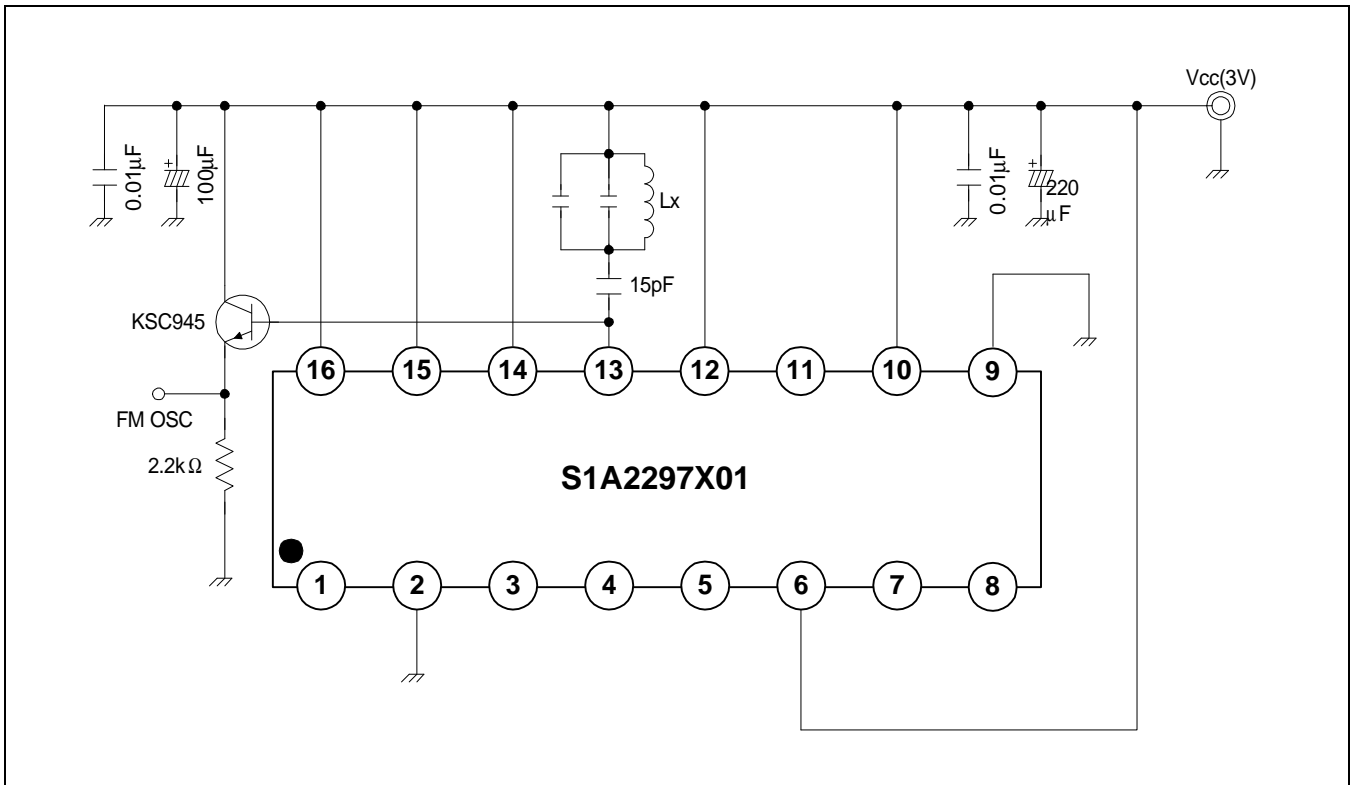 Vcc(3V)
0.01µF
100µF
Lx
0.01µF
220
µF
15pF
KSC945
16 15 14 13 12 11 10 9
FM OSC
2.2kΩ
S1A2297X01
1 2 3 4 5 6 7 8